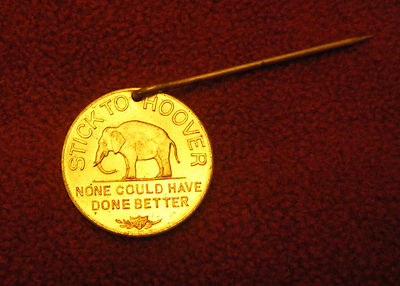 STICK TO HOOVER
NONE COULD HAVE
DONE BETTER